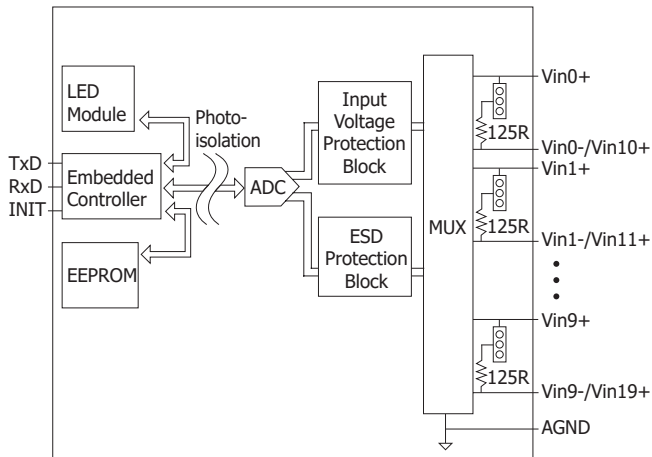 LED
Module
Photo-
isolation
TxD
RxD
INIT
Embedded
Controller
EEPROM
ADC
Input
Voltage
Protection
Block
ESD
Protection
Block
MUX
Vin0+
125R
Vin0-/Vin10+
Vin1+
125R
Vin1-/Vin11+
Vin9+
125R
Vin9-/Vin19+
AGND